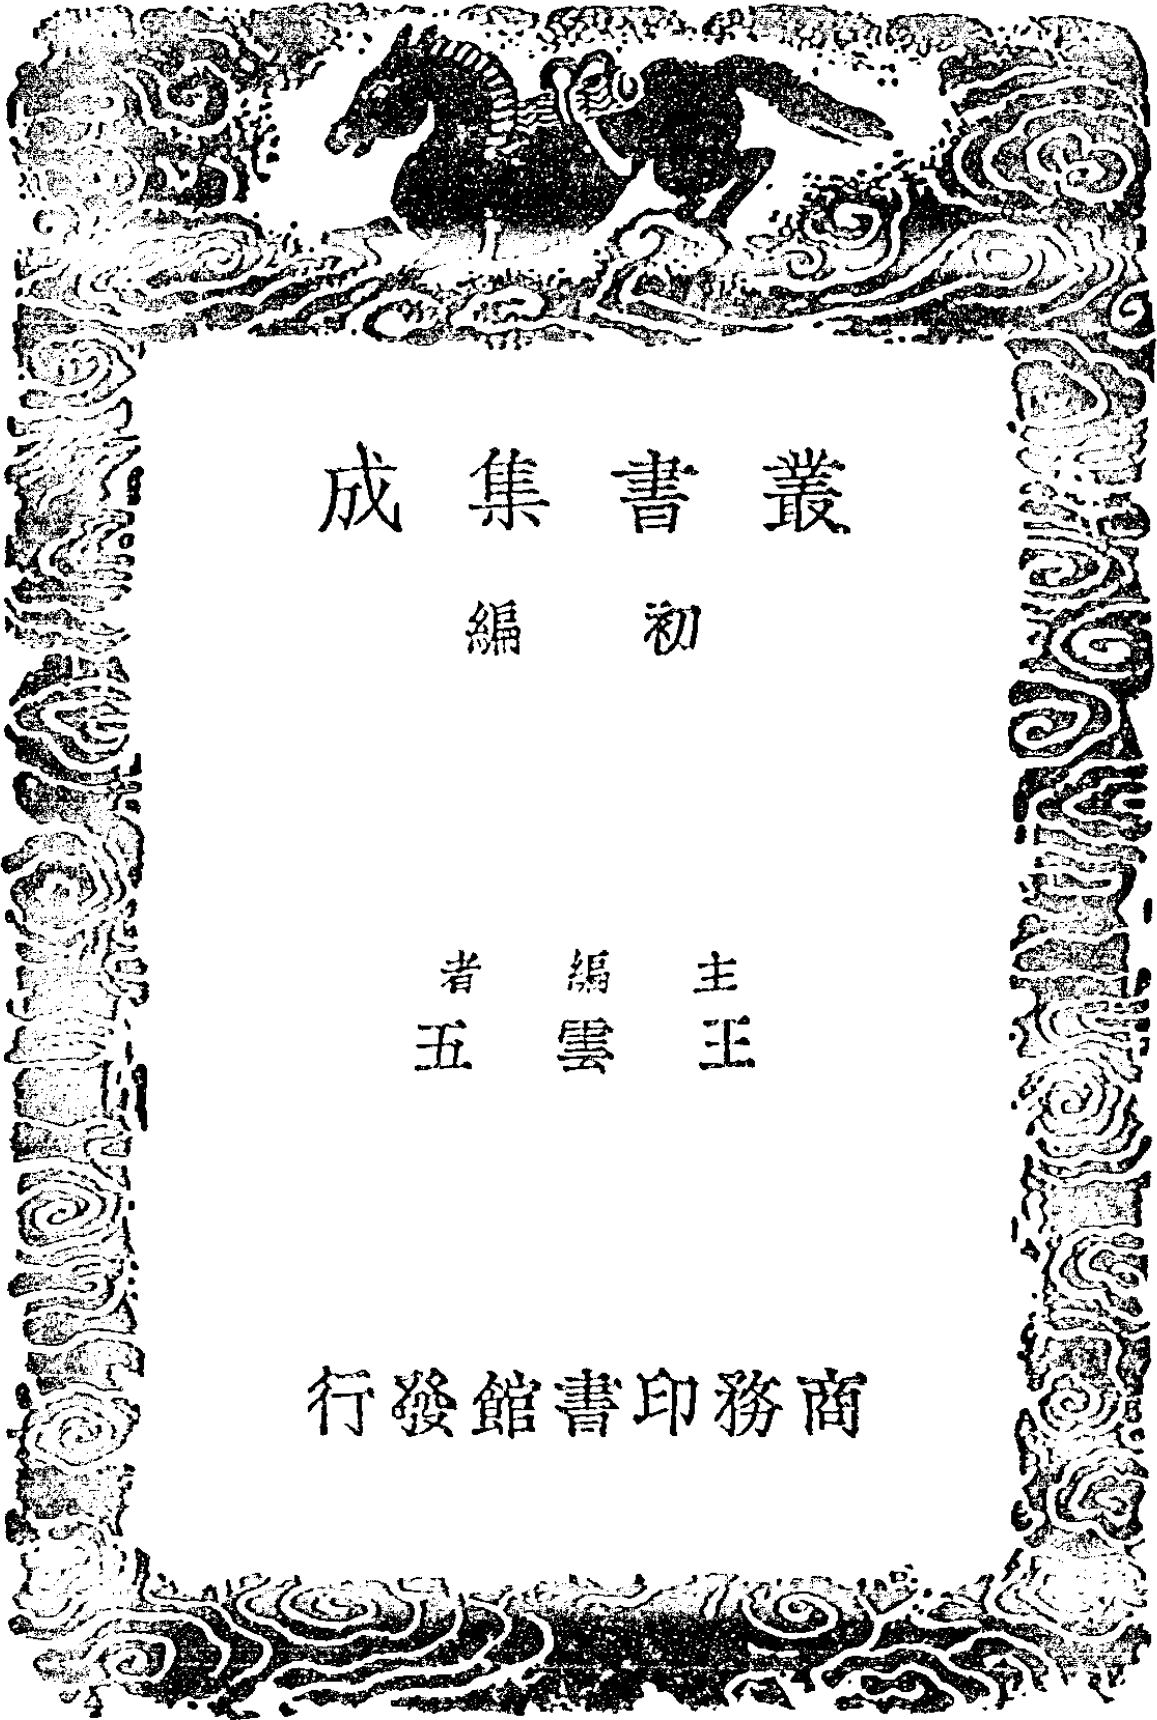 叢書集成
初編
主編者
王雲五
商務印書館發行